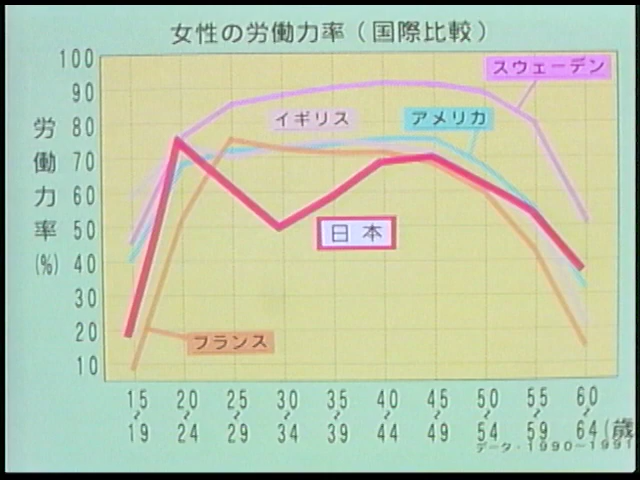 女性の労働力率(国際比較)
労働力率(%)
100
90
80
70
60
50
40
30
20
10
スウェーデン
イギリス
アメリカ
日本
フランス
15~19
20~24
25~29
30~34
35~39
40~44
45~49
50~54
55~59
60~64(歳
データ・1990~1991